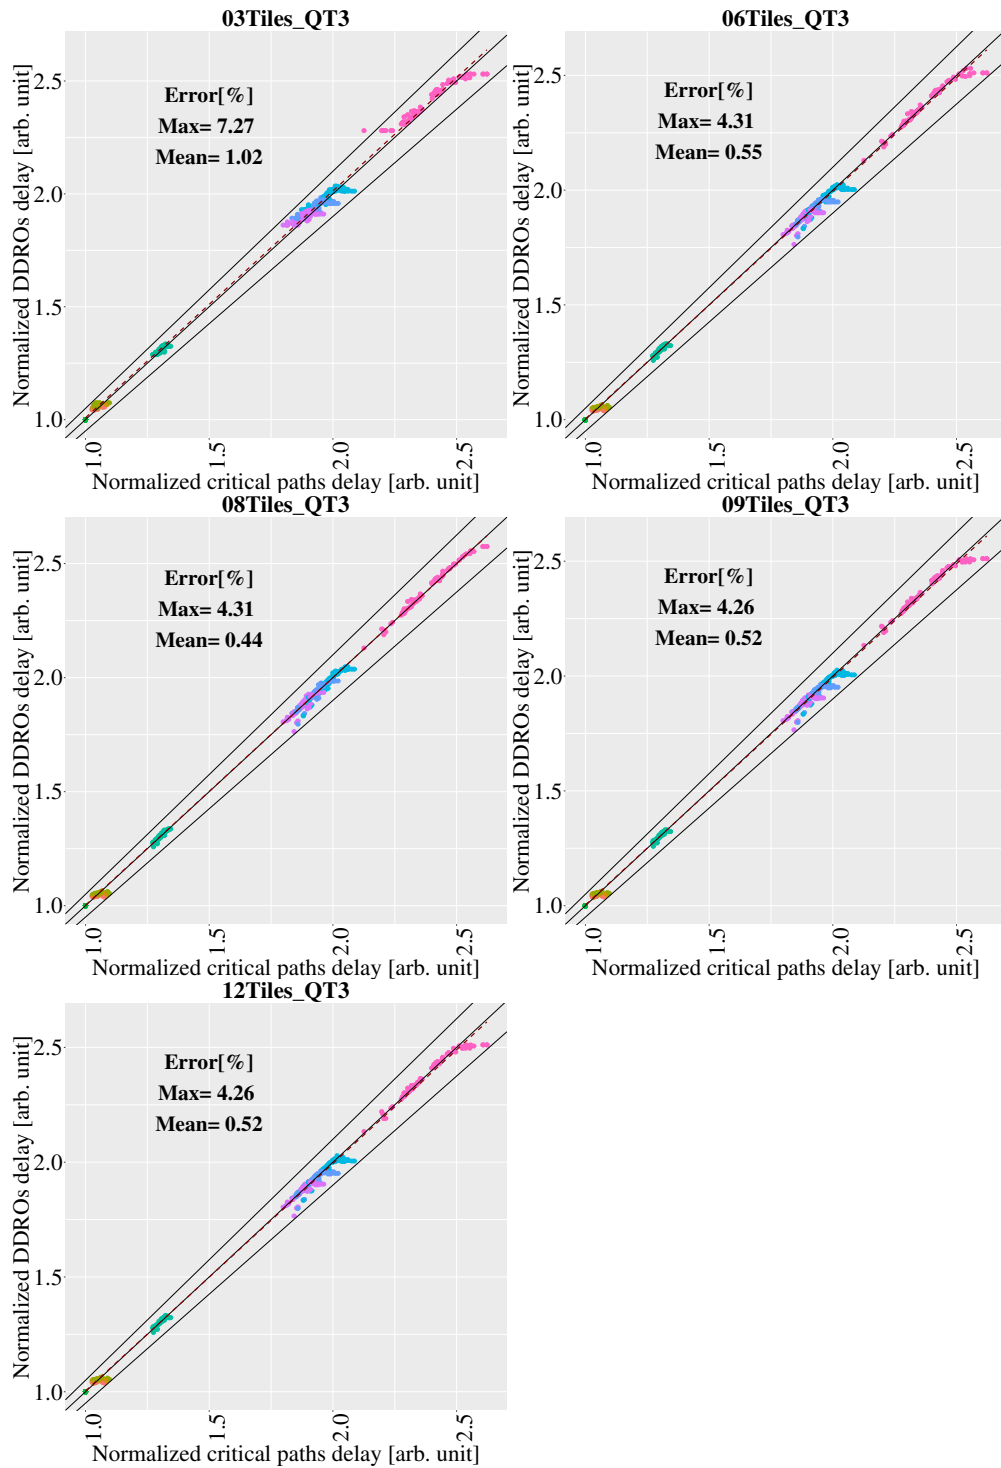 03Tiles_QT3
Normalized DDROs delay [arb. unit]
2.5
2.0
1.5
1.0
Error[%]
Max= 7.27
Mean= 1.02
1.0
1.5
2.0
2.5
Normalized critical paths delay [arb. unit]
06Tiles_QT3
Normalized DDROs delay [arb. unit]
2.5
2.0
1.5
1.0
Error[%]
Max= 4.31
Mean= 0.55
1.0
1.5
2.0
2.5
Normalized critical paths delay [arb. unit]
08Tiles_QT3
Normalized DDROs delay [arb. unit]
2.5
2.0
1.5
1.0
Error[%]
Max= 4.31
Mean= 0.44
1.0
1.5
2.0
2.5
Normalized critical paths delay [arb. unit]
09Tiles_QT3
Normalized DDROs delay [arb. unit]
2.5
2.0
1.5
1.0
Error[%]
Max= 4.26
Mean= 0.52
1.0
1.5
2.0
2.5
Normalized critical paths delay [arb. unit]
12Tiles_QT3
Normalized DDROs delay [arb. unit]
2.5
2.0
1.5
1.0
Error[%]
Max= 4.26
Mean= 0.52
1.0
1.5
2.0
2.5
Normalized critical paths delay [arb. unit]